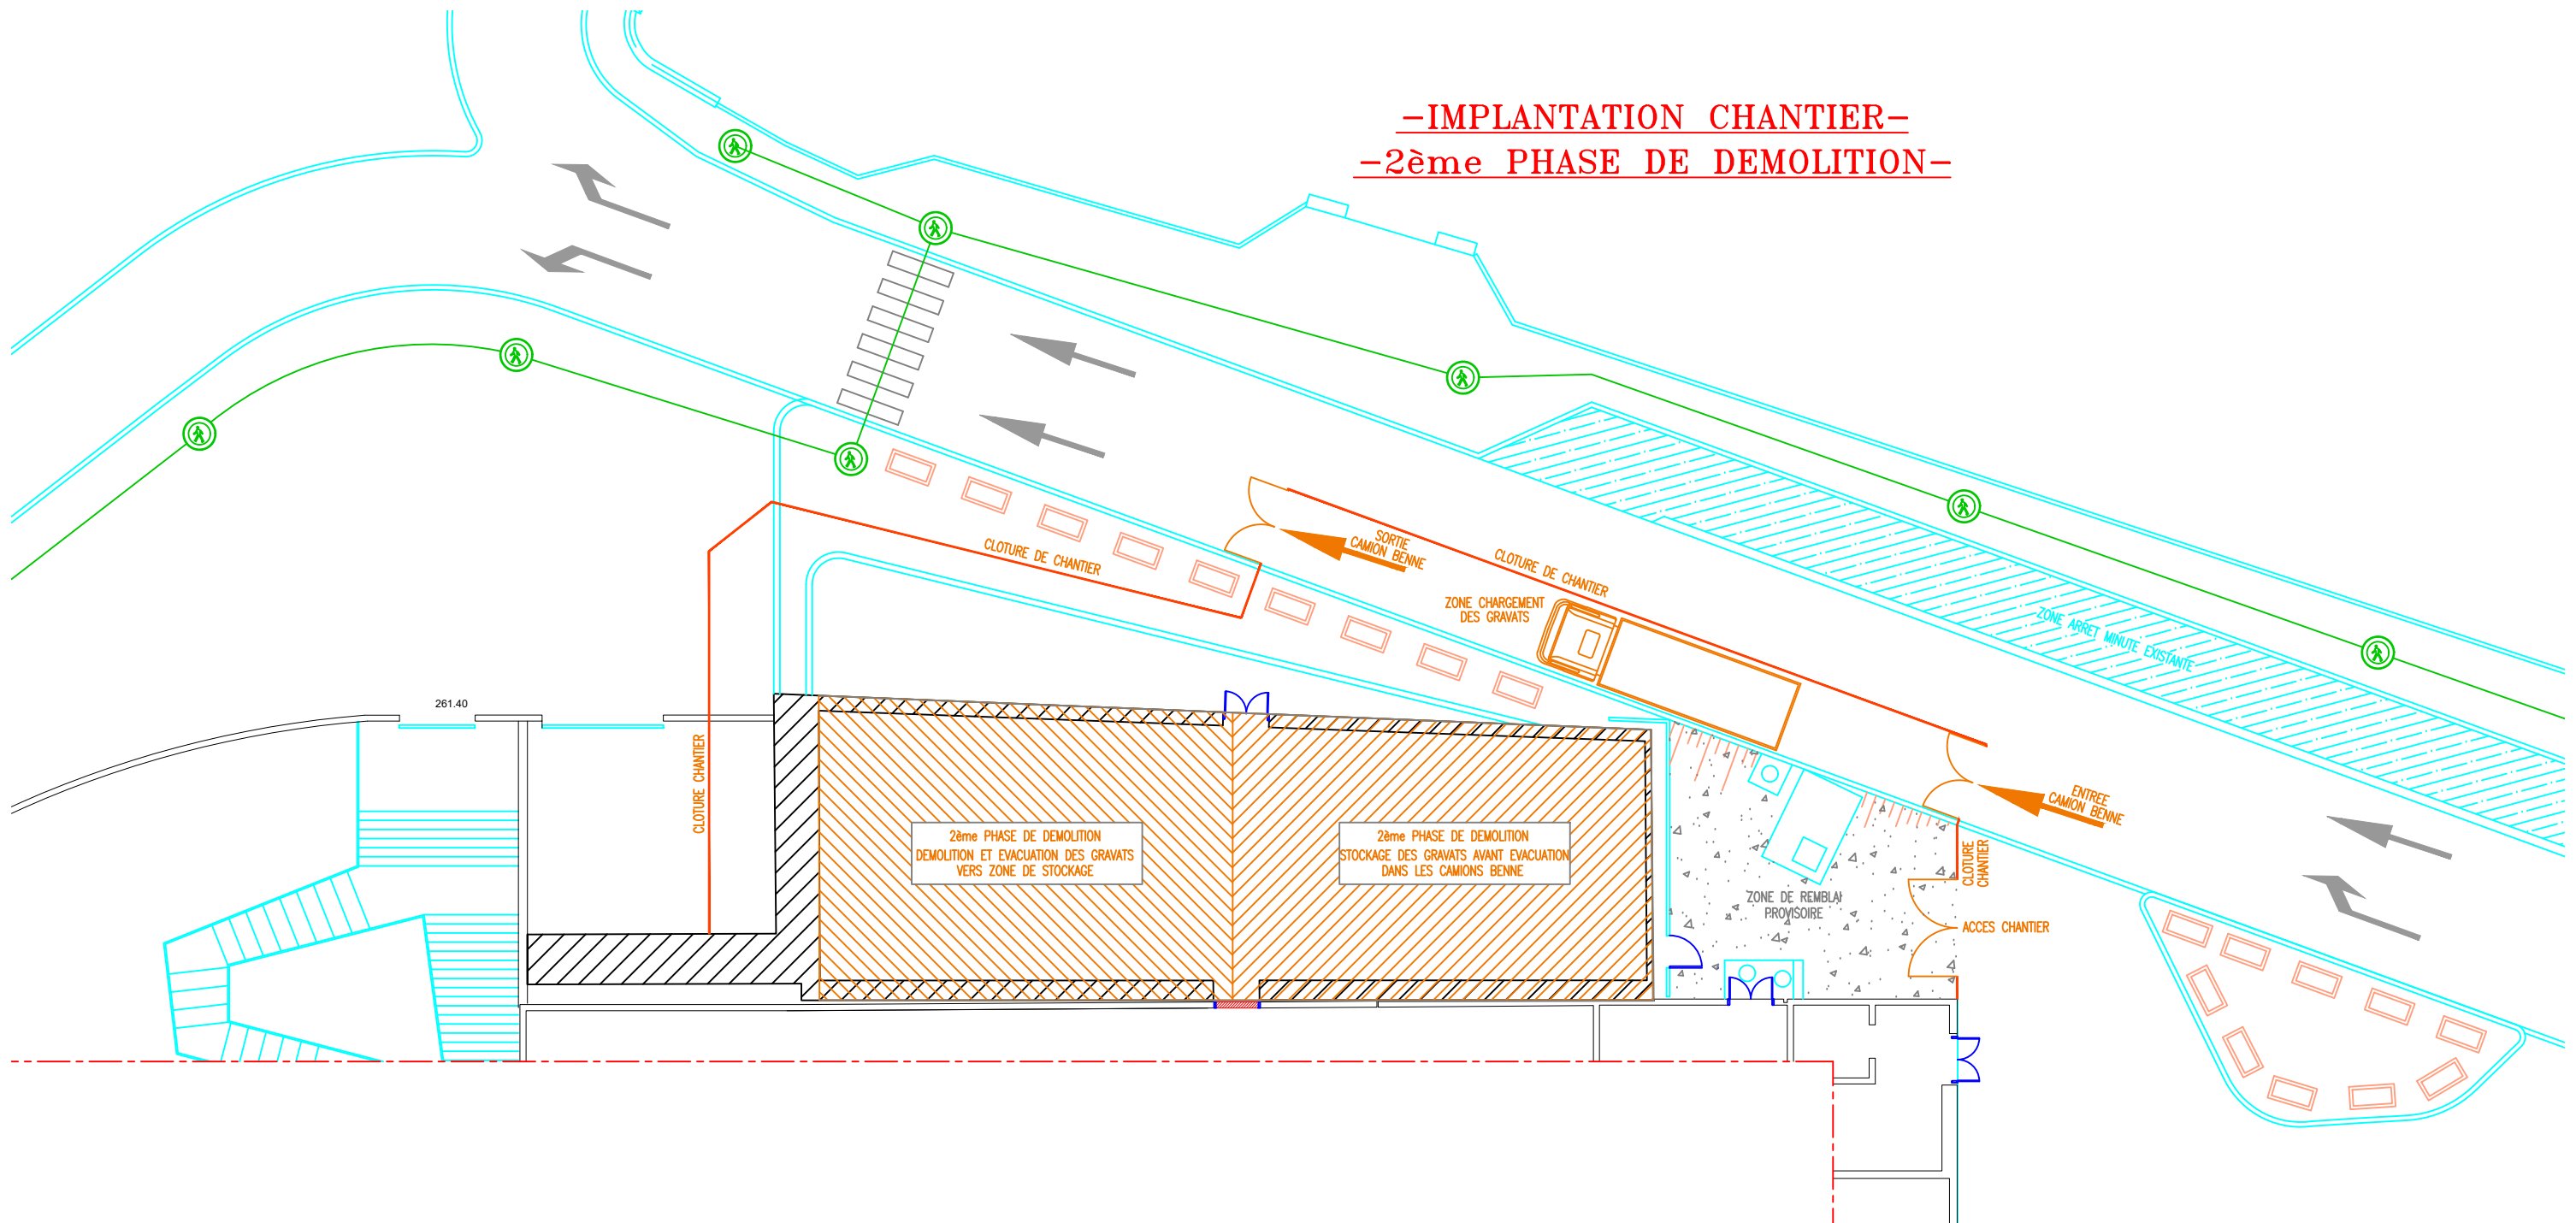 -IMPLANTATION CHANTIER-
-2ème PHASE DE DEMOLITION-
SORTIE
CAMION BENNE
CLOTURE DE CHANTIER
CLOTURE DE CHANTIER
ZONE CHARGEMENT
DES GRAVATS
ZONE ARRET MINUTE EXISTANTE
261.40
CLOTURE CHANTIER
ENTREE
CAMION BENNE
2ème PHASE DE DEMOLITION
DEMOLITION ET EVACUATION DES GRAVATS
VERS ZONE DE STOCKAGE
2ème PHASE DE DEMOLITION
STOCKAGE DES GRAVATS AVANT EVACUATION
DANS LES CAMIONS BENNE
CLOTURE
CHANTIER
ZONE DE REMBLAI
PROVISOIRE
ACCES CHANTIER